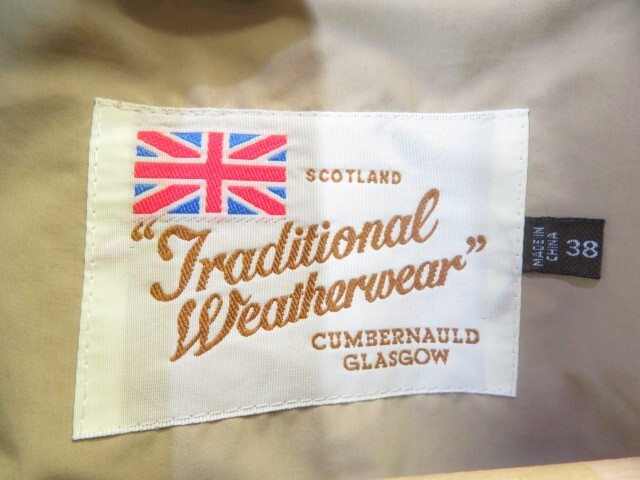 SCOTLAND
"Traditional
Weatherwear"
CUMBERNAULD
GLASGOW
MADE IN
CHINA
38